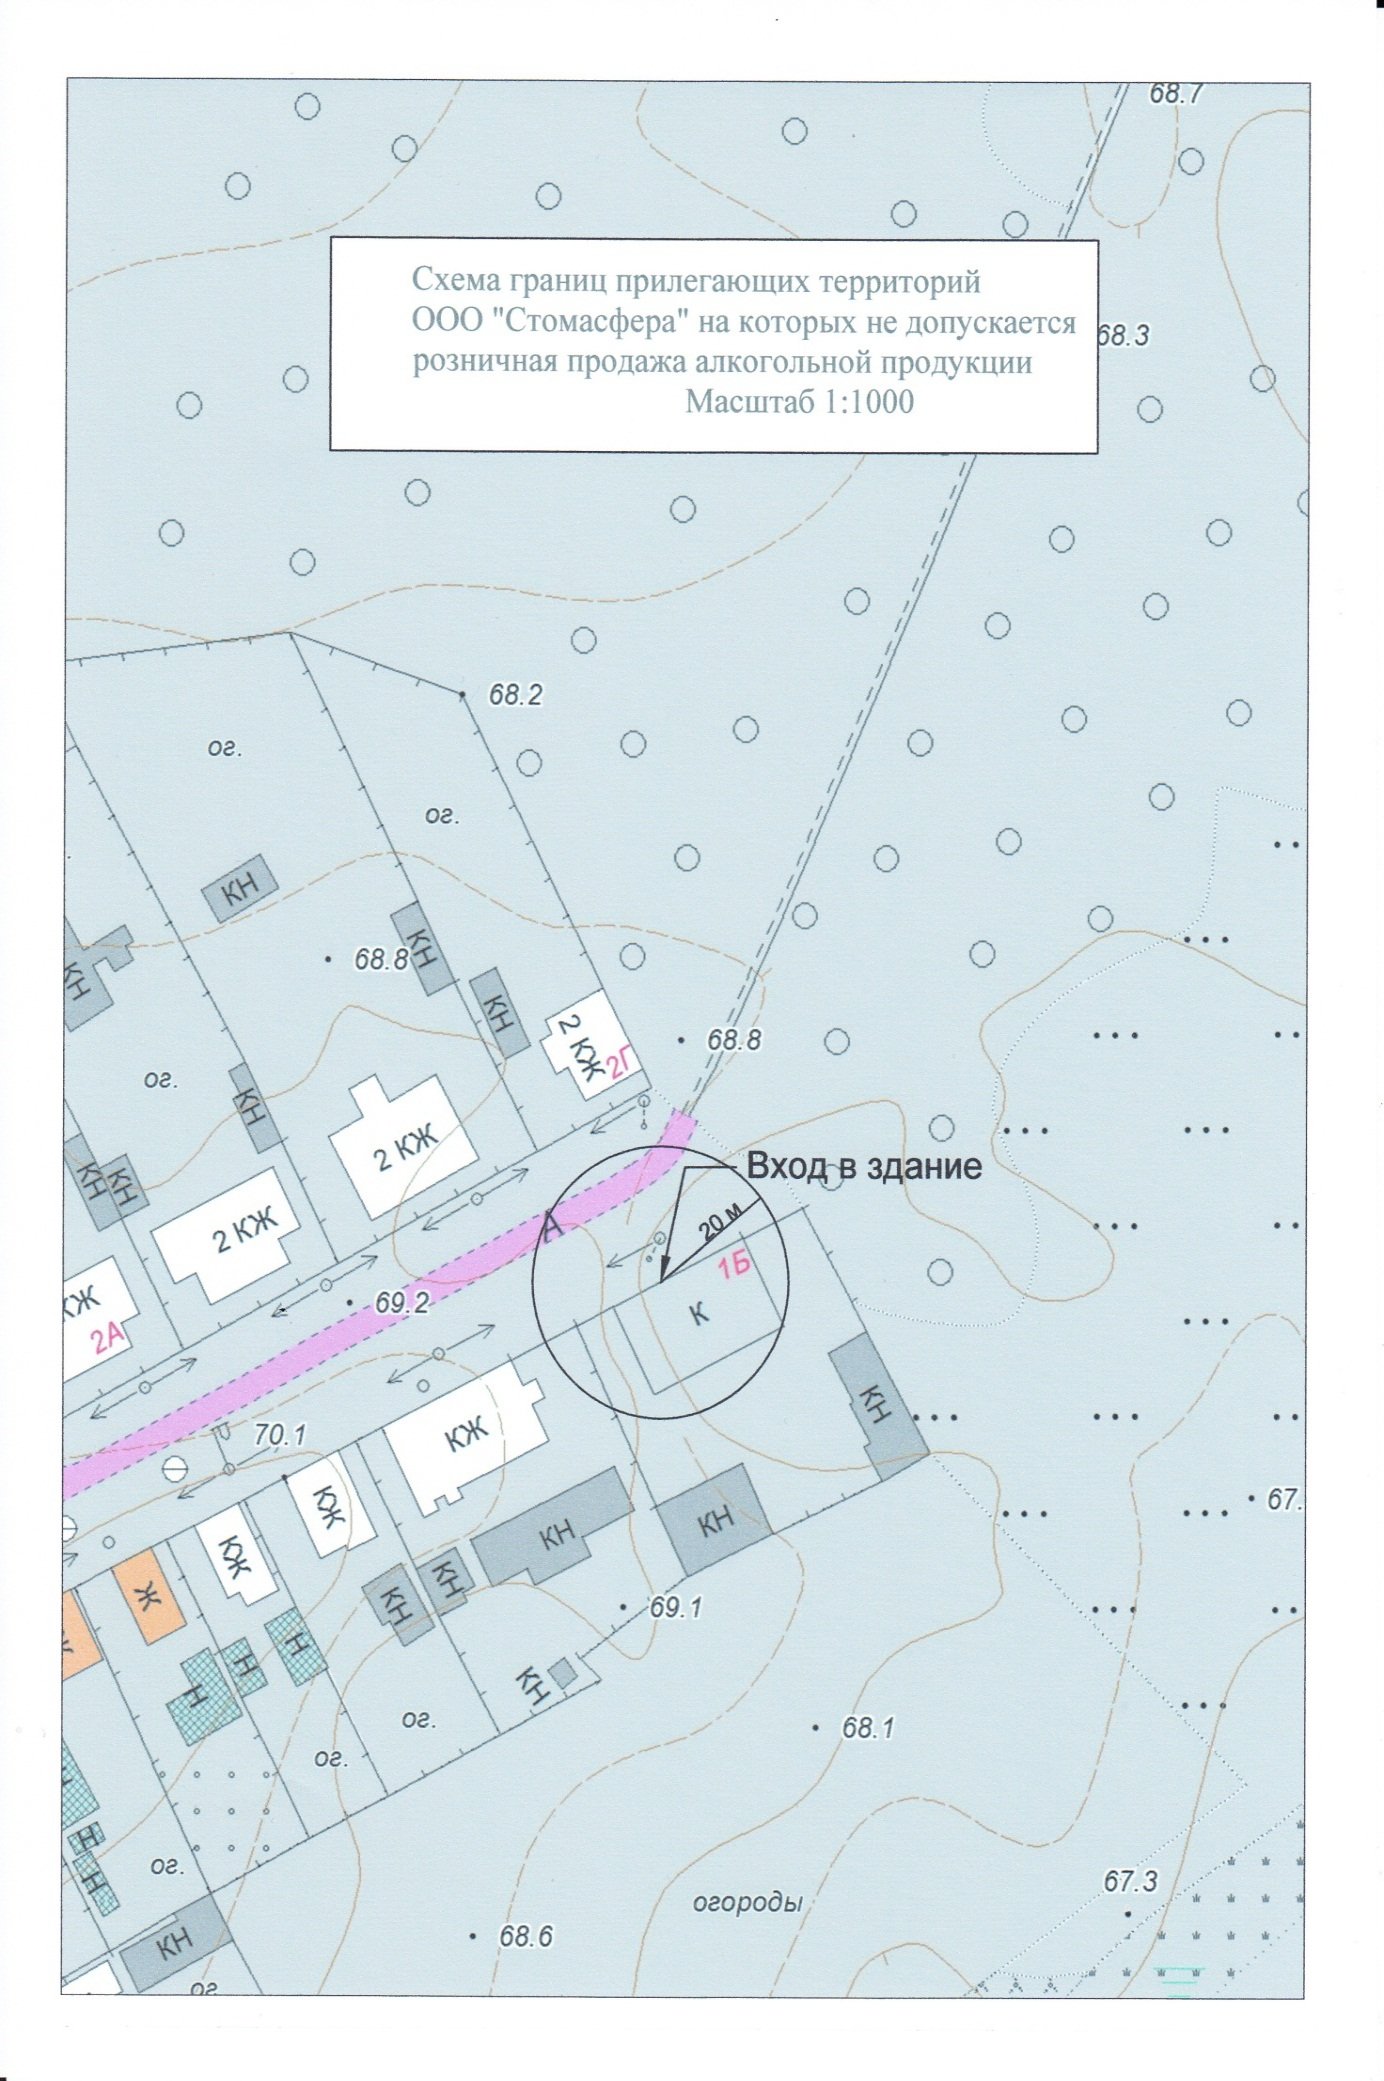 68.7
Схема границ прилегающих территорий
ООО "Стомасфера" на которых не допускается
розничная продажа алкогольной продукции
Масштаб 1:1000
68.3
68.2
ог.
ог.
КН
КН
68.8
КН
КН
2 КЖ
2Г
68.8
ог.
КН
2 КЖ
КН
КН
Вход в здание
2 КЖ
А
20 м
1Б
КЖ
2А
69.2
К
КН
70.1
КЖ
КЖ
67.
КН
КН
КЖ
Ж
КН
КН
69.1
Н
Н
Н
КН
ог.
68.1
ог.
Н
ог.
Н
67.3
огороды
68.6
КН
ог